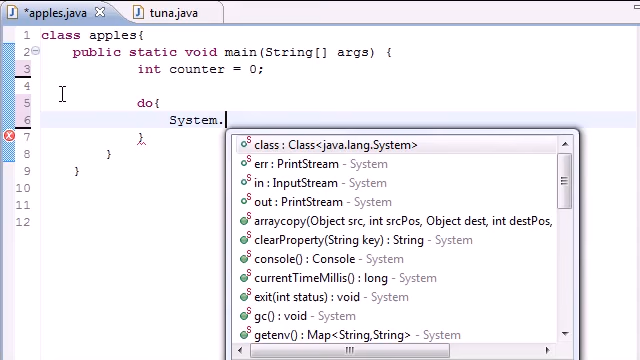 *apples.java
tuna.java
1 class apples{
2 public static void main(String[] args) {
3 int counter = 0;
4
5 do{
6 System.
7 }
8 }
9 }
10
11
12
class : Class<java.lang.System>
err : PrintStream - System
in : InputStream - System
out : PrintStream - System
arraycopy(Object src, int srcPos, Object dest, int destPos,
clearProperty(String key) : String - System
console() : Console - System
currentTimeMillis() : long - System
exit(int status) : void - System
gc() : void - System
getenv() : Map<String,String> - System